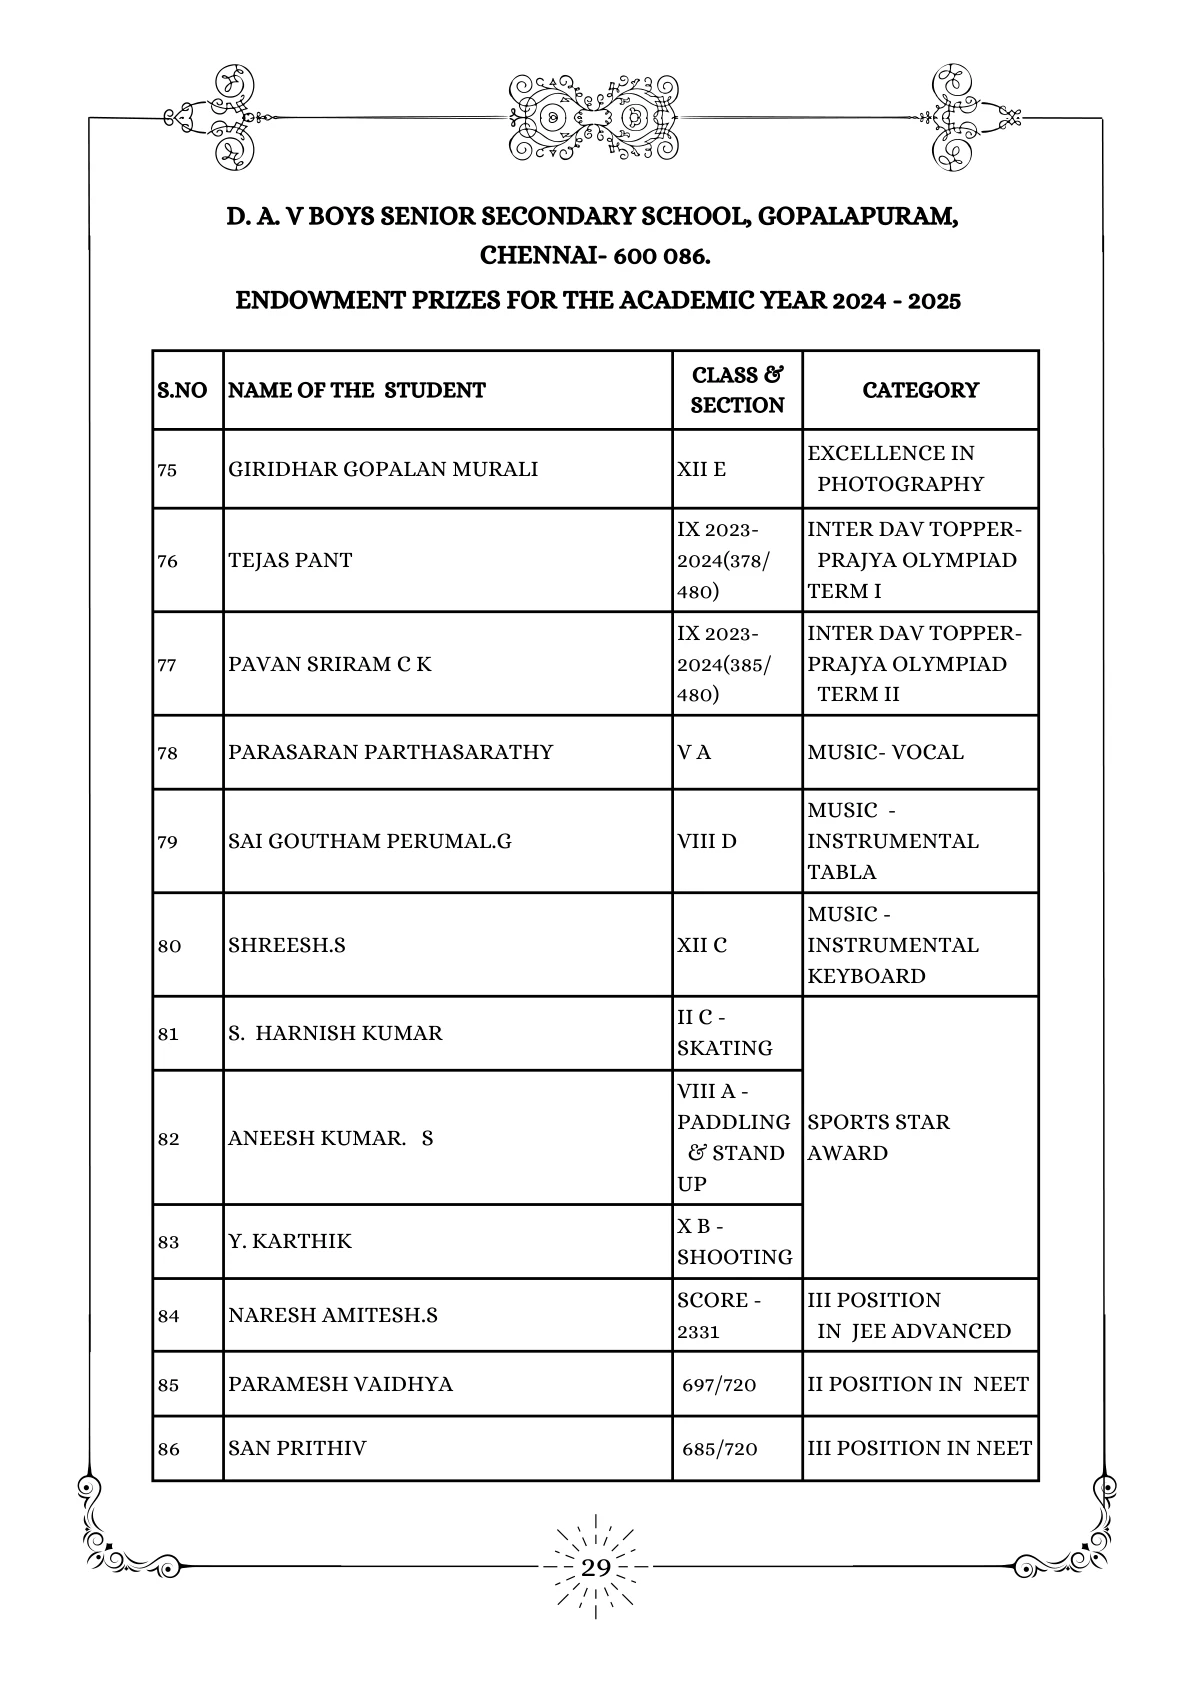 D. A. V BOYS SENIOR SECONDARY SCHOOL, GOPALAPURAM,
CHENNAI- 600 086.
ENDOWMENT PRIZES FOR THE ACADEMIC YEAR 2024 - 2025
S.NO NAME OF THE STUDENT CLASS & SECTION CATEGORY
75 GIRIDHAR GOPALAN MURALI XII E EXCELLENCE IN
PHOTOGRAPHY
76 TEJAS PANT IX 2023-
2024(378/
480)
INTER DAV TOPPER-
PRAJYA OLYMPIAD
TERM I
77 PAVAN SRIRAM C K IX 2023-
2024(385/
480)
INTER DAV TOPPER-
PRAJYA OLYMPIAD
TERM II
78 PARASARAN PARTHASARATHY V A MUSIC- VOCAL
79 SAI GOUTHAM PERUMAL.G VIII D MUSIC -
INSTRUMENTAL
TABLA
80 SHREESH.S XII C MUSIC -
INSTRUMENTAL
KEYBOARD
81 S. HARNISH KUMAR II C -
SKATING
82 ANEESH KUMAR. S VIII A -
PADDLING
& STAND
UP
SPORTS STAR
AWARD
83 Y. KARTHIK X B -
SHOOTING
84 NARESH AMITESH.S SCORE -
2331
III POSITION
IN JEE ADVANCED
85 PARAMESH VAIDHYA 697/720 II POSITION IN NEET
86 SAN PRITHIV 685/720 III POSITION IN NEET
29